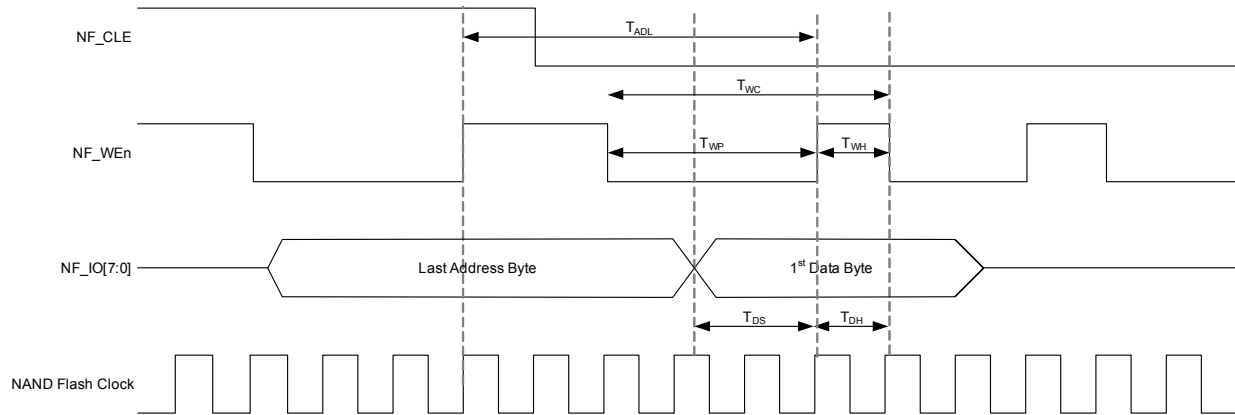 NF_CLE
T_ADL
T_WC
NF_WEn
T_WP
T_WH
NF_IO[7:0]
Last Address Byte
1st Data Byte
T_DS
T_DH
NAND Flash Clock